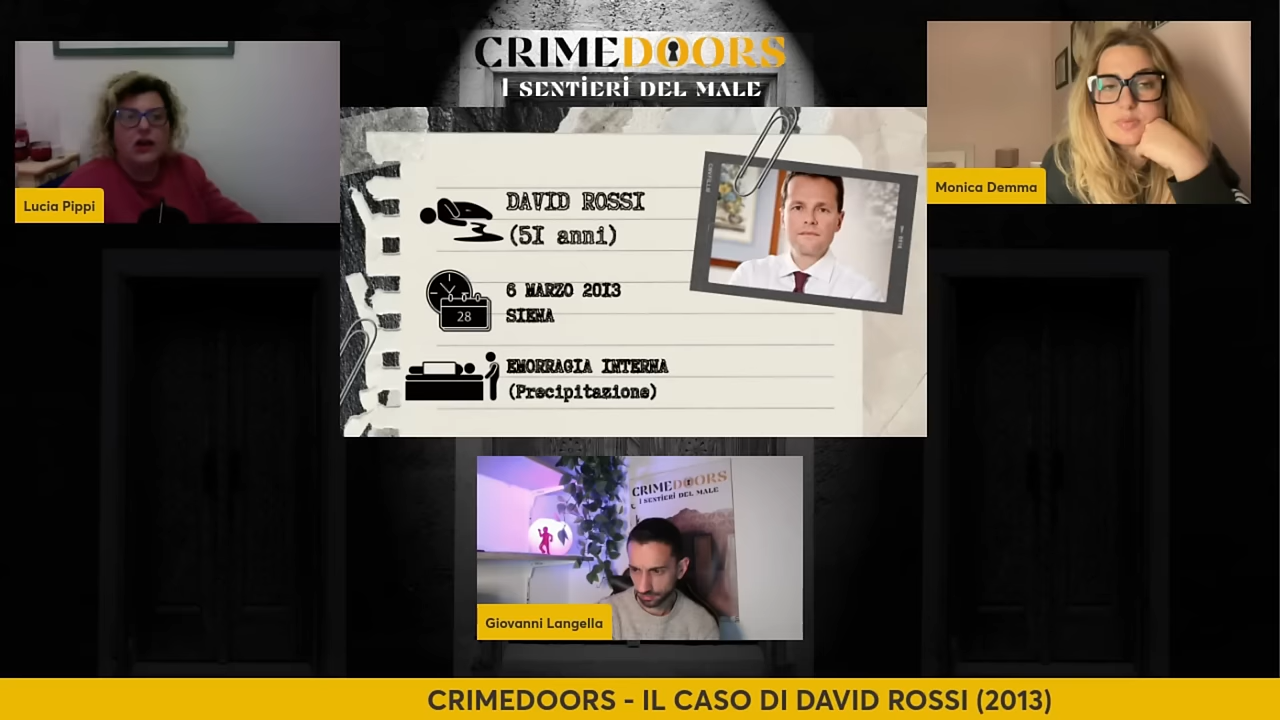 CRIMEDOORS
I SENTIERI DEL MALE
Lucia Pippi
Monica Demma
DAVID ROSSI
(51 anni)
28
6 MARZO 2013
SIENA
EMORRAGIA INTERNA
(Precipitazione)
CRIMEDOORS
I SENTIERI DEL MALE
Giovanni Langella
CRIMEDOORS - IL CASO DI DAVID ROSSI (2013)